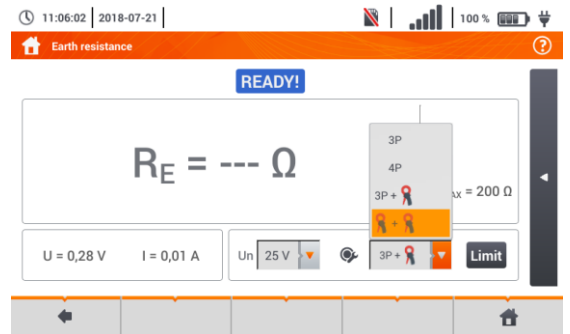 11:06:02 2018-07-21 100 %
Earth resistance ?
READY!
3P
R_E = --- Ω
4P
3P +
AX = 200 Ω
+
U = 0,28 V I = 0,01 A Un 25 V 3P + Limit